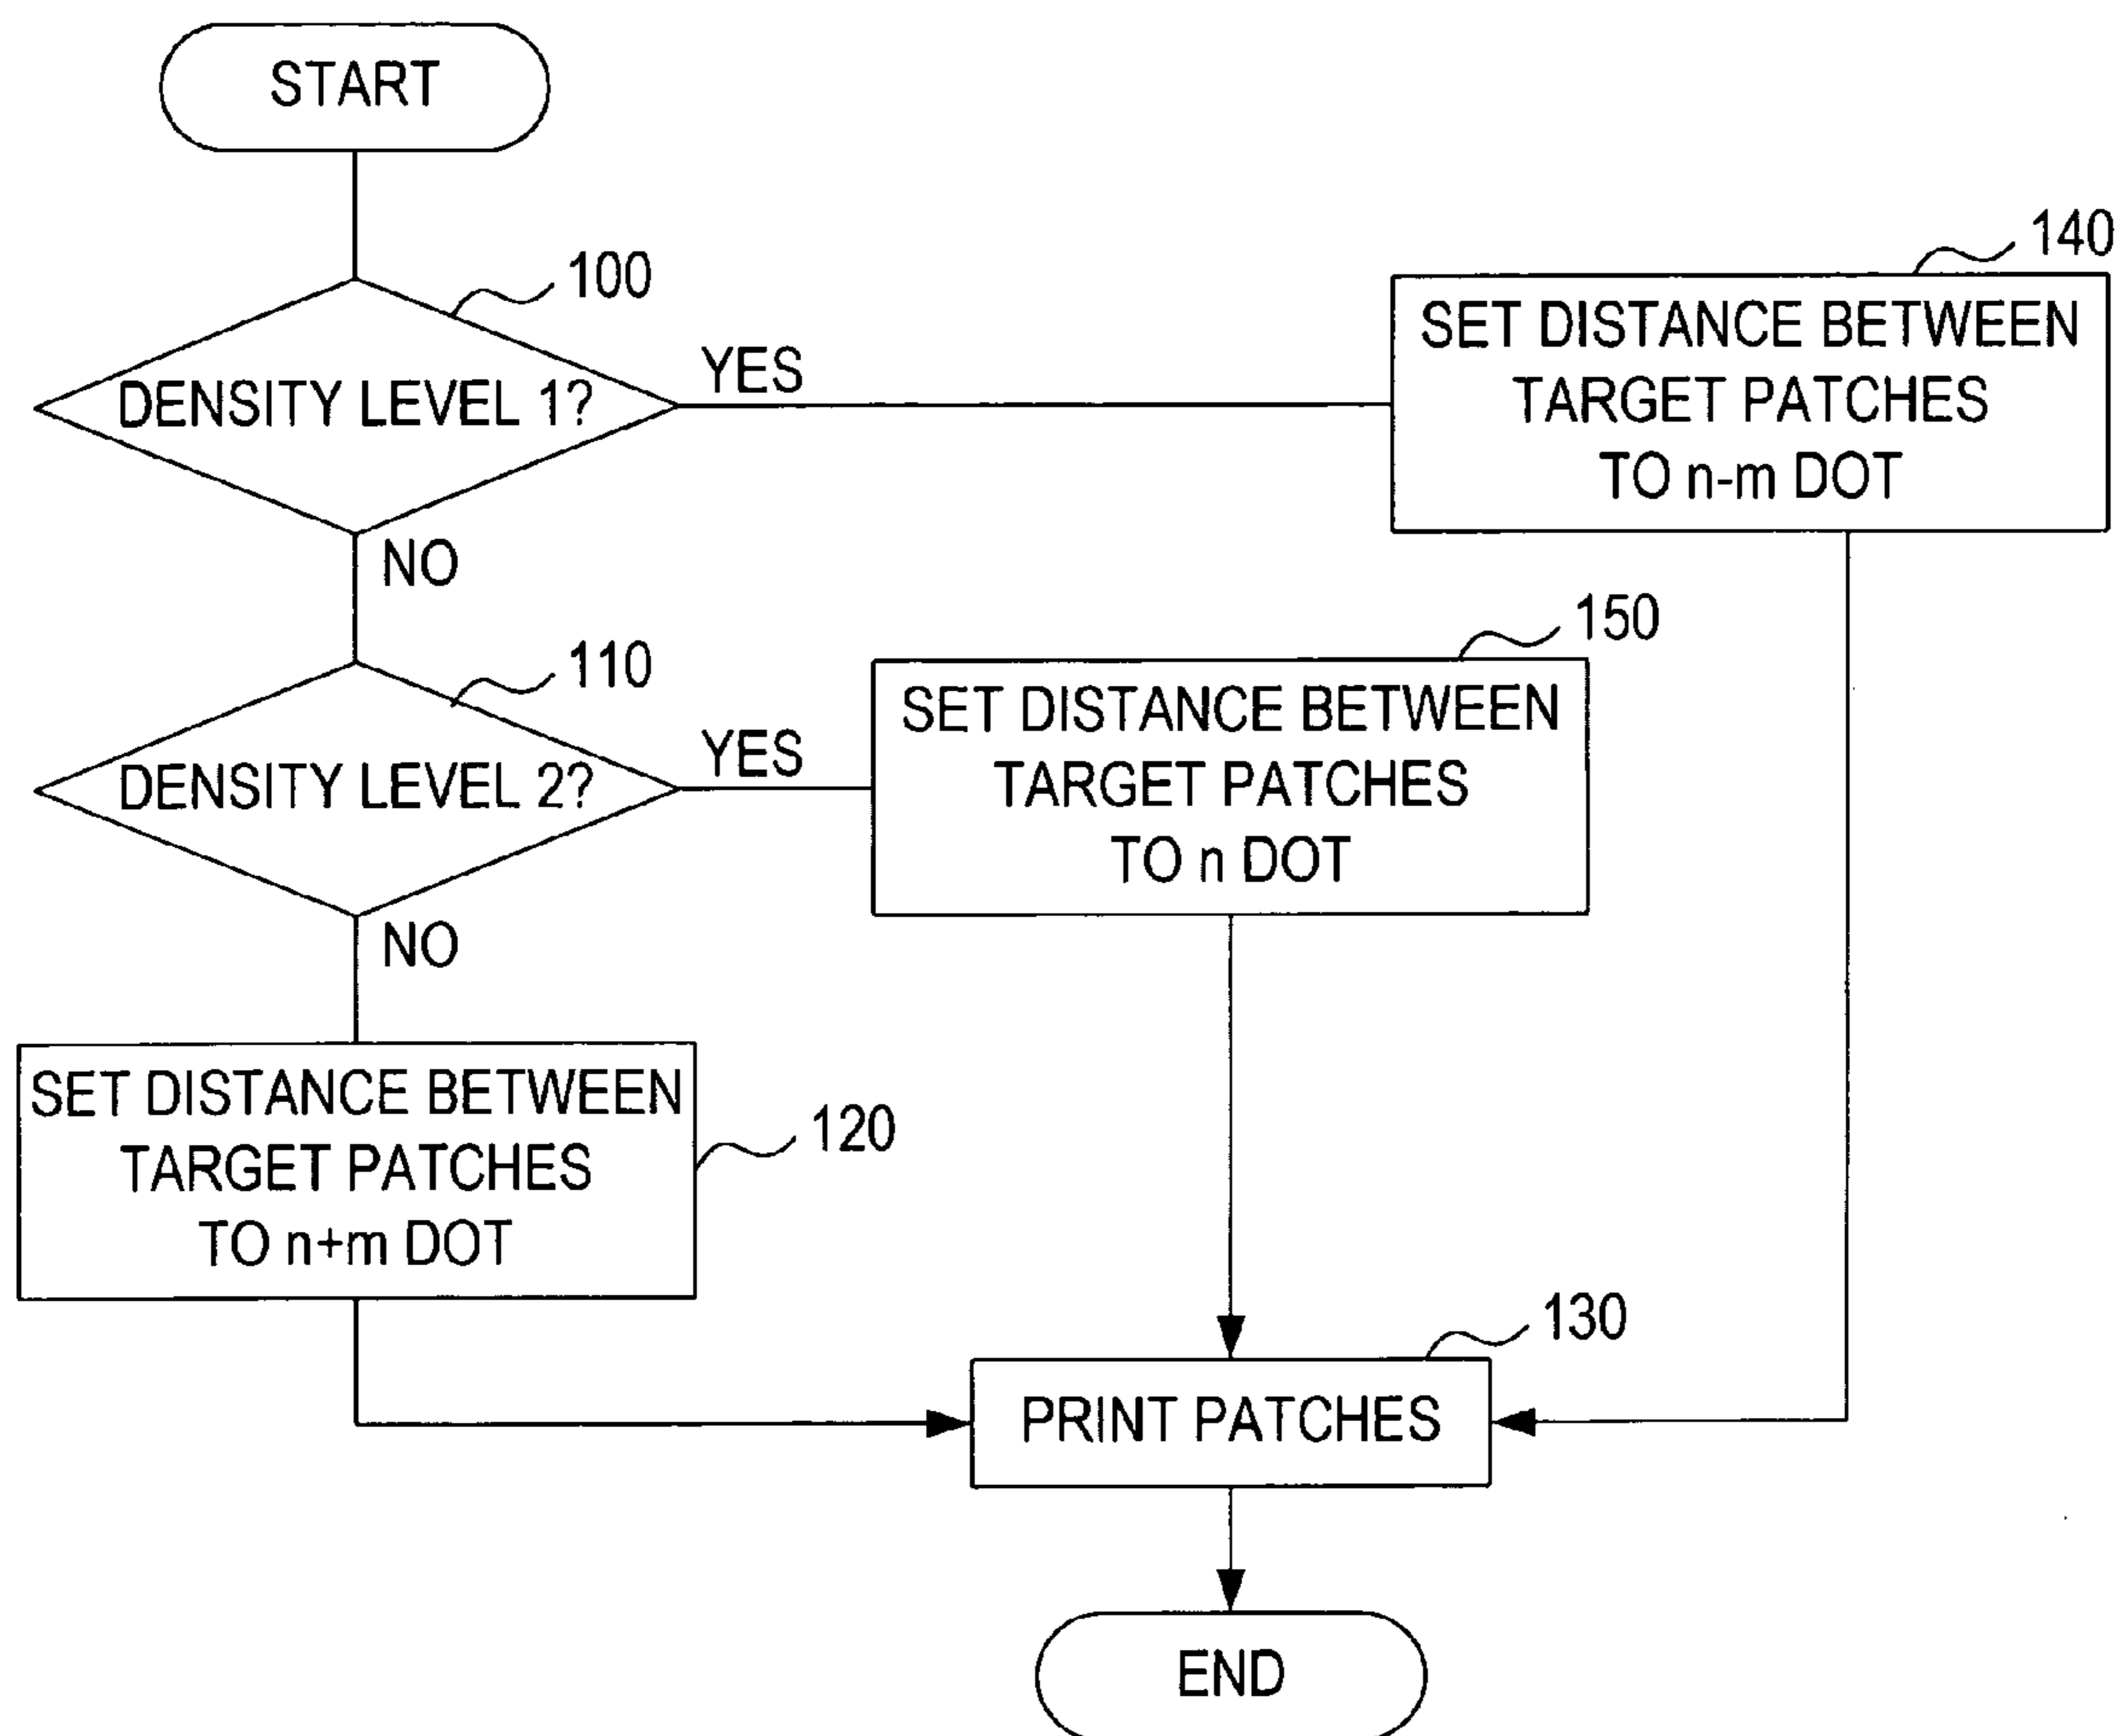 START
100
DENSITY LEVEL 1?
YES
140
SET DISTANCE BETWEEN
TARGET PATCHES
TO n-m DOT
NO
110
DENSITY LEVEL 2?
YES
150
SET DISTANCE BETWEEN
TARGET PATCHES
TO n DOT
NO
SET DISTANCE BETWEEN
TARGET PATCHES
TO n+m DOT
120
130
PRINT PATCHES
END